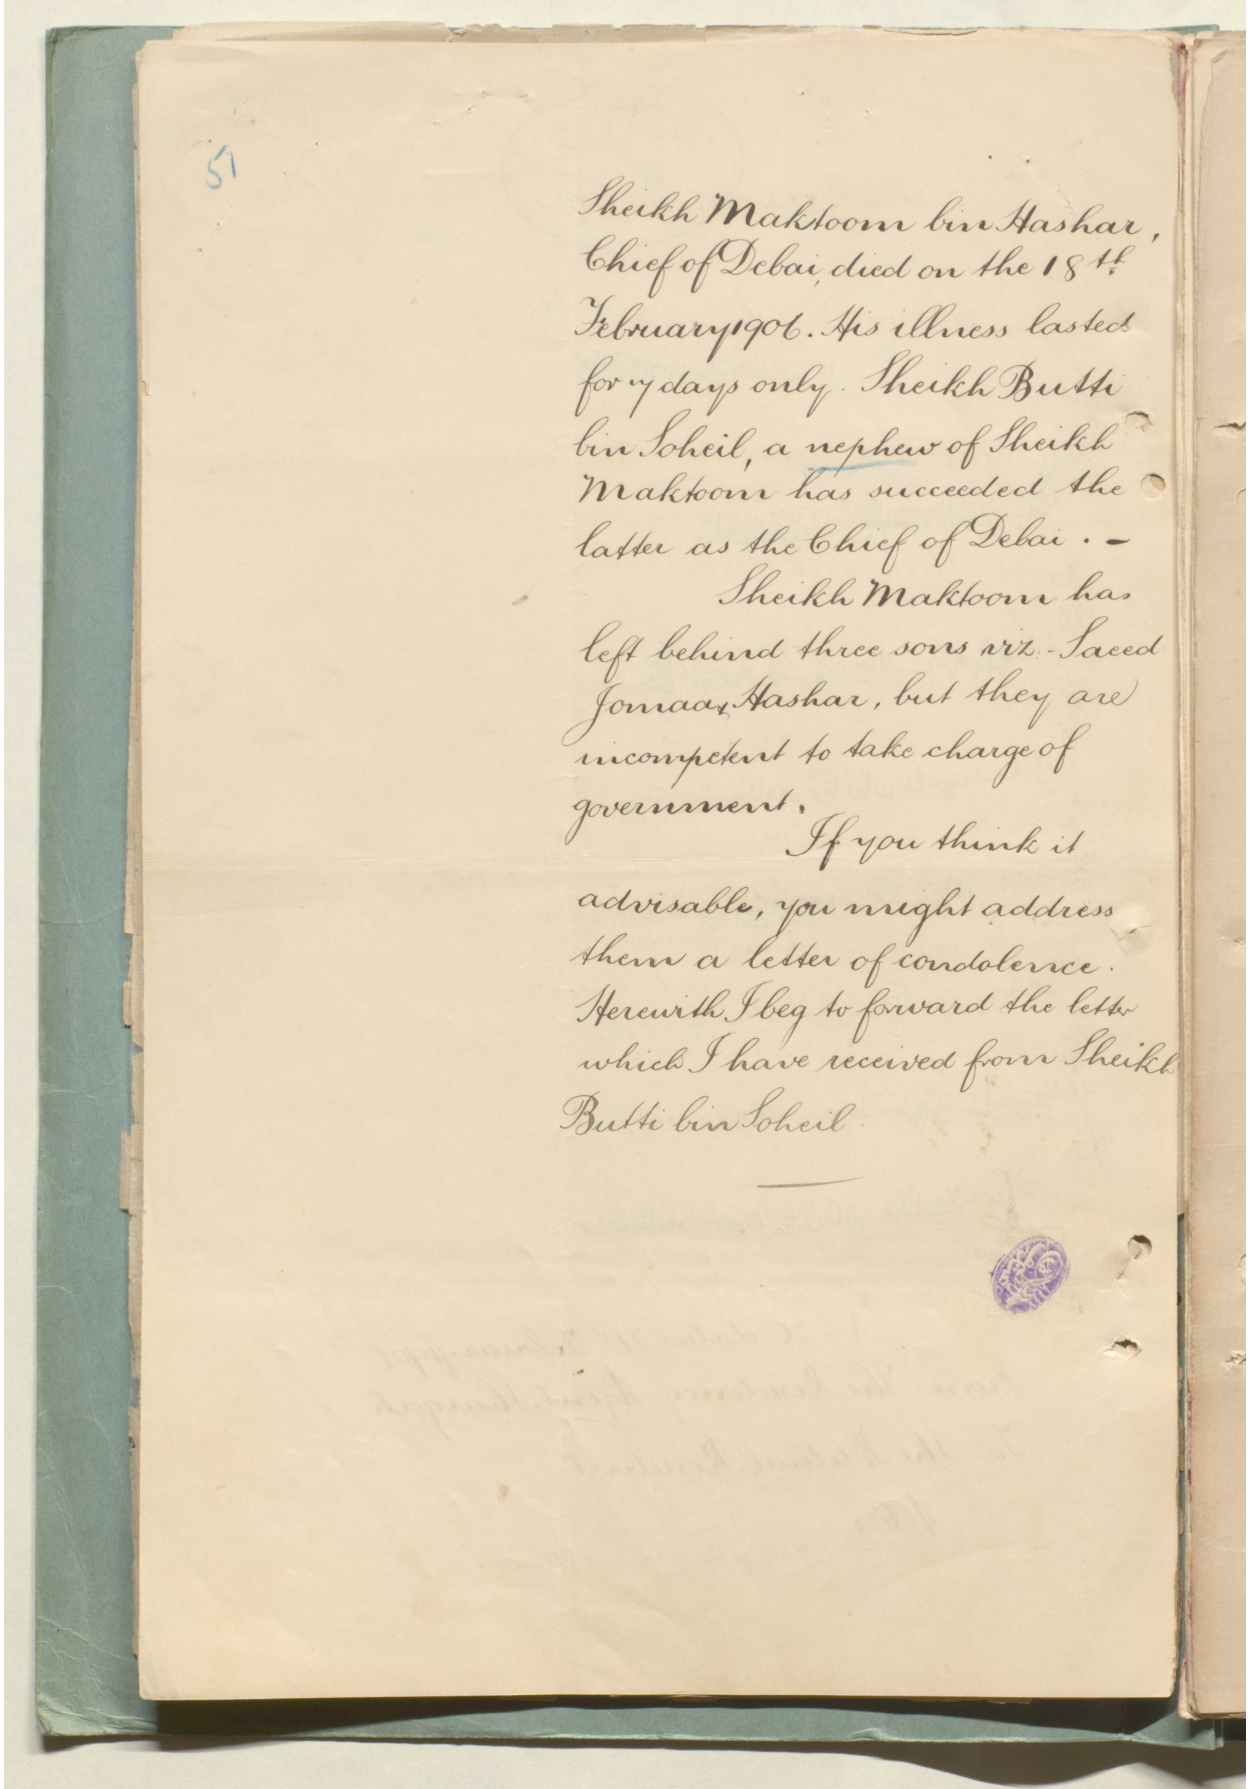 51
Sheikh Maktoom bin Hashar,
Chief of Debai, died on the 18th
February 1906. His illness lasted
for 7 days only. Sheikh Butti
bin Soheil, a nephew of Sheikh
Maktoom has succeeded the
latter as the Chief of Debai. -
Sheikh Maktoom has
left behind three sons viz:- Saeed
Jomaa & Hashar, but they are
incompetent to take charge of
government.
If you think it
advisable, you might address
them a letter of condolence.
Herewith I beg to forward the letter
which I have received from Sheikh
Butti bin Soheil.